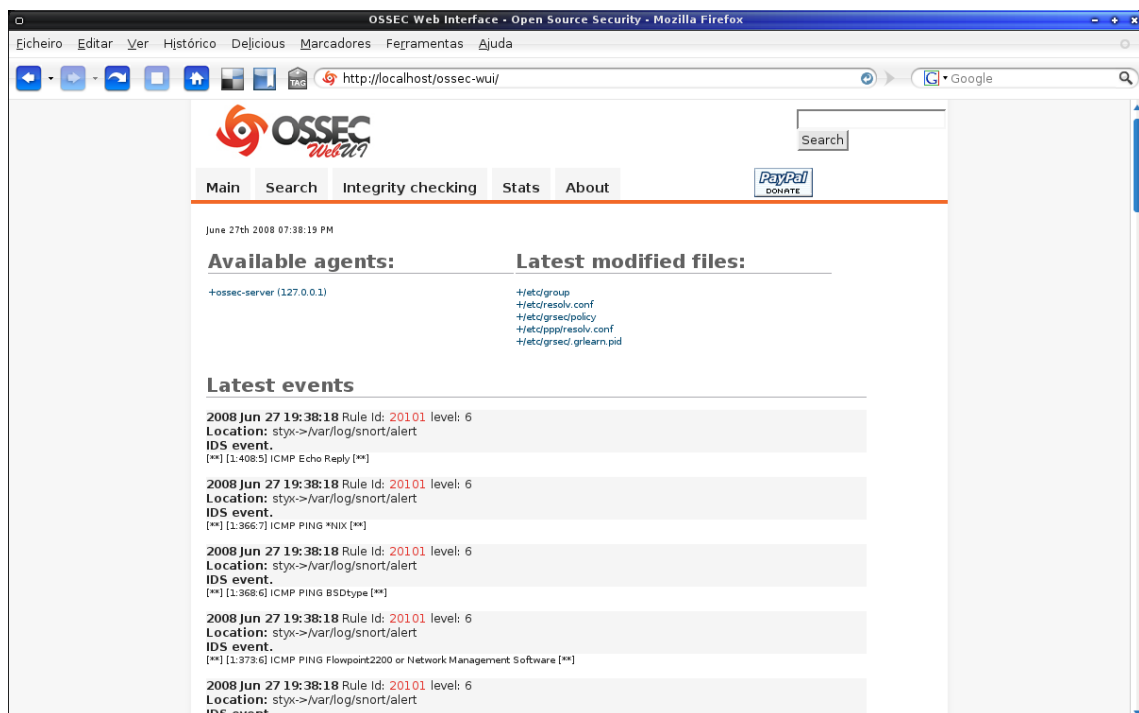 OSSEC Web Interface - Open Source Security - Mozilla Firefox
Ficheiro Editar Ver Histórico Delicious Marcadores Ferramentas Ajuda
TAG http://localhost/ossec-wui/ G Google
OSSEC
WebUI
Search
Main Search Integrity checking Stats About
PayPal
DONATE
June 27th 2008 07:38:19 PM
Available agents:
+ossec-server (127.0.0.1)
Latest modified files:
+/etc/group
+/etc/resolv.conf
+/etc/grsec/policy
+/etc/ppp/resolv.conf
+/etc/grsec/.grlearn.pid
Latest events
2008 Jun 27 19:38:18 Rule Id: 20101 level: 6
Location: styx->/var/log/snort/alert
IDS event.
[**] [1:408:5] ICMP Echo Reply [**]
2008 Jun 27 19:38:18 Rule Id: 20101 level: 6
Location: styx->/var/log/snort/alert
IDS event.
[**] [1:366:7] ICMP PING *NIX [**]
2008 Jun 27 19:38:18 Rule Id: 20101 level: 6
Location: styx->/var/log/snort/alert
IDS event.
[**] [1:368:6] ICMP PING BSDtype [**]
2008 Jun 27 19:38:18 Rule Id: 20101 level: 6
Location: styx->/var/log/snort/alert
IDS event.
[**] [1:373:6] ICMP PING Flowpoint2200 or Network Management Software [**]
2008 Jun 27 19:38:18 Rule Id: 20101 level: 6
Location: styx->/var/log/snort/alert
IDS event.